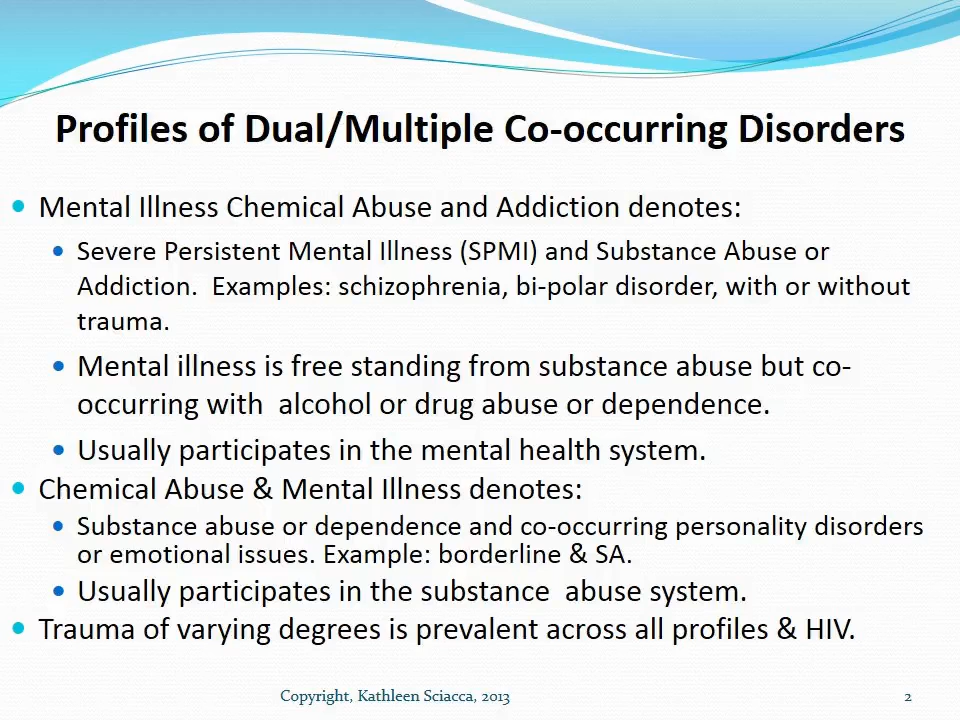 Profiles of Dual/Multiple Co-occurring Disorders
• Mental Illness Chemical Abuse and Addiction denotes:
• Severe Persistent Mental Illness (SPMI) and Substance Abuse or
Addiction.  Examples: schizophrenia, bi-polar disorder, with or without
trauma.
• Mental illness is free standing from substance abuse but co-
occurring with  alcohol or drug abuse or dependence.
• Usually participates in the mental health system.
• Chemical Abuse & Mental Illness denotes:
• Substance abuse or dependence and co-occurring personality disorders
or emotional issues. Example: borderline & SA.
• Usually participates in the substance  abuse system.
• Trauma of varying degrees is prevalent across all profiles & HIV.
Copyright, Kathleen Sciacca, 2013
2